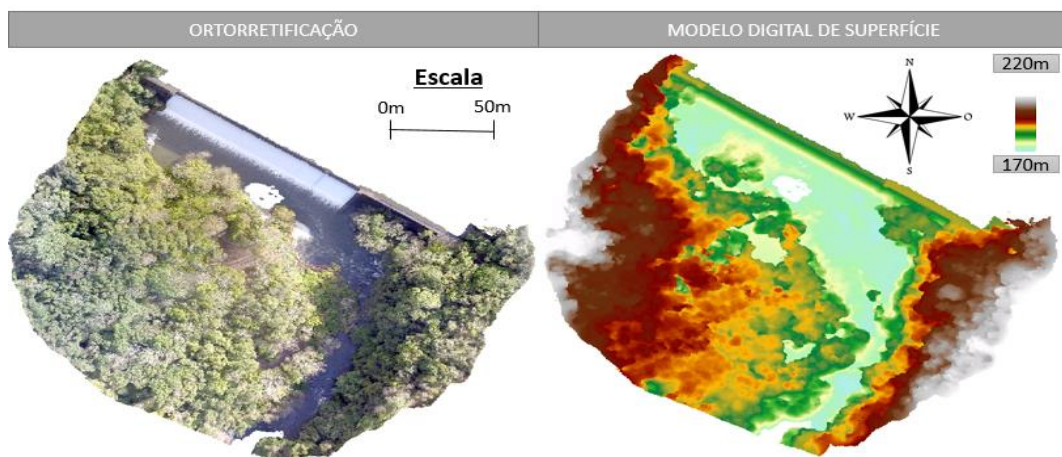 ORTORRETIFICAÇÃO
MODELO DIGITAL DE SUPERFÍCIE
Escala
0m 50m
N
W O
S
220m
170m